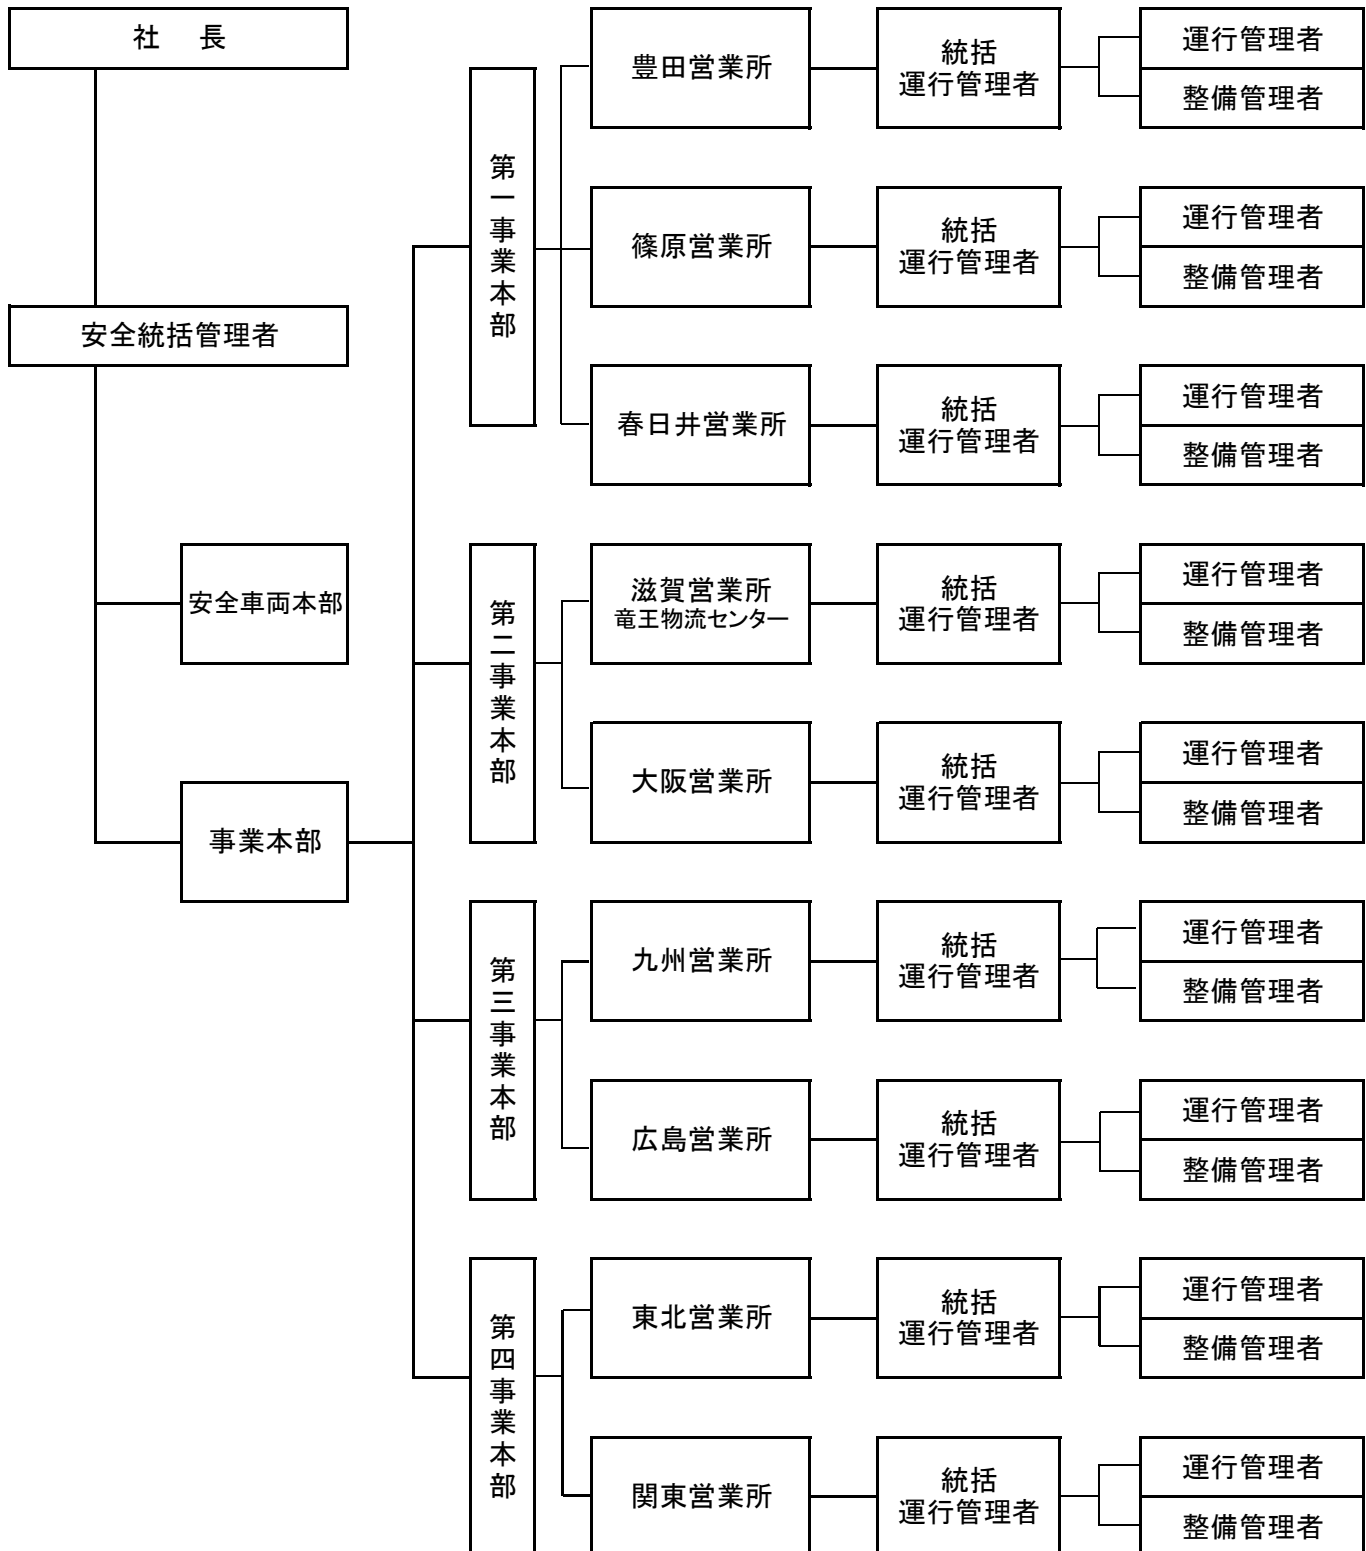 社 長
安全統括管理者
安全車両本部
事業本部
第一事業本部
豊田営業所
統括
運行管理者
運行管理者
整備管理者
篠原営業所
統括
運行管理者
運行管理者
整備管理者
春日井営業所
統括
運行管理者
運行管理者
整備管理者
第二事業本部
滋賀営業所
竜王物流センター
統括
運行管理者
運行管理者
整備管理者
大阪営業所
統括
運行管理者
運行管理者
整備管理者
第三事業本部
九州営業所
統括
運行管理者
運行管理者
整備管理者
広島営業所
統括
運行管理者
運行管理者
整備管理者
第四事業本部
東北営業所
統括
運行管理者
運行管理者
整備管理者
関東営業所
統括
運行管理者
運行管理者
整備管理者